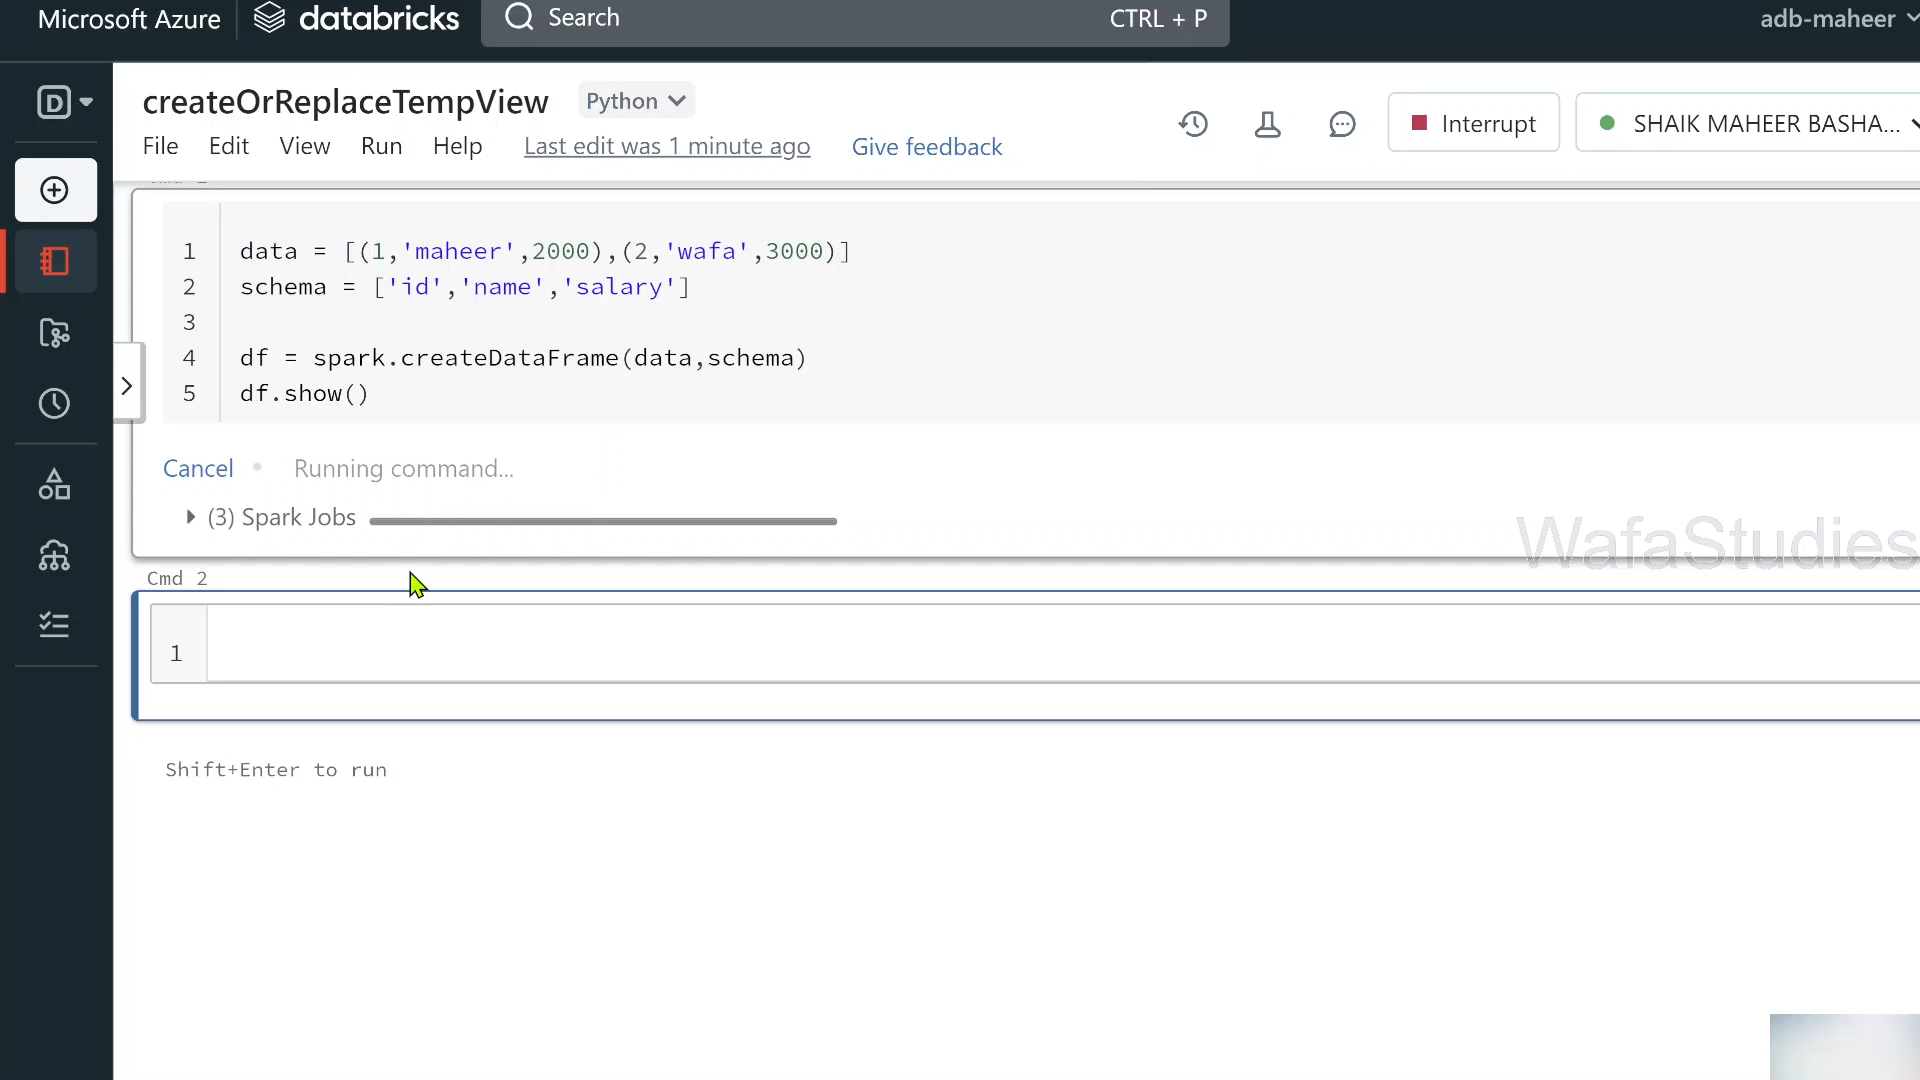 Microsoft Azure databricks Search CTRL + P adb-maheer
createOrReplaceTempView Python
File Edit View Run Help Last edit was 1 minute ago Give feedback Interrupt SHAIK MAHEER BASHA...
1 data = [(1,'maheer',2000),(2,'wafa',3000)]
2 schema = ['id','name','salary']
3
4 df = spark.createDataFrame(data,schema)
5 df.show()
Cancel Running command...
(3) Spark Jobs
WafaStudies
Cmd 2
1
Shift+Enter to run